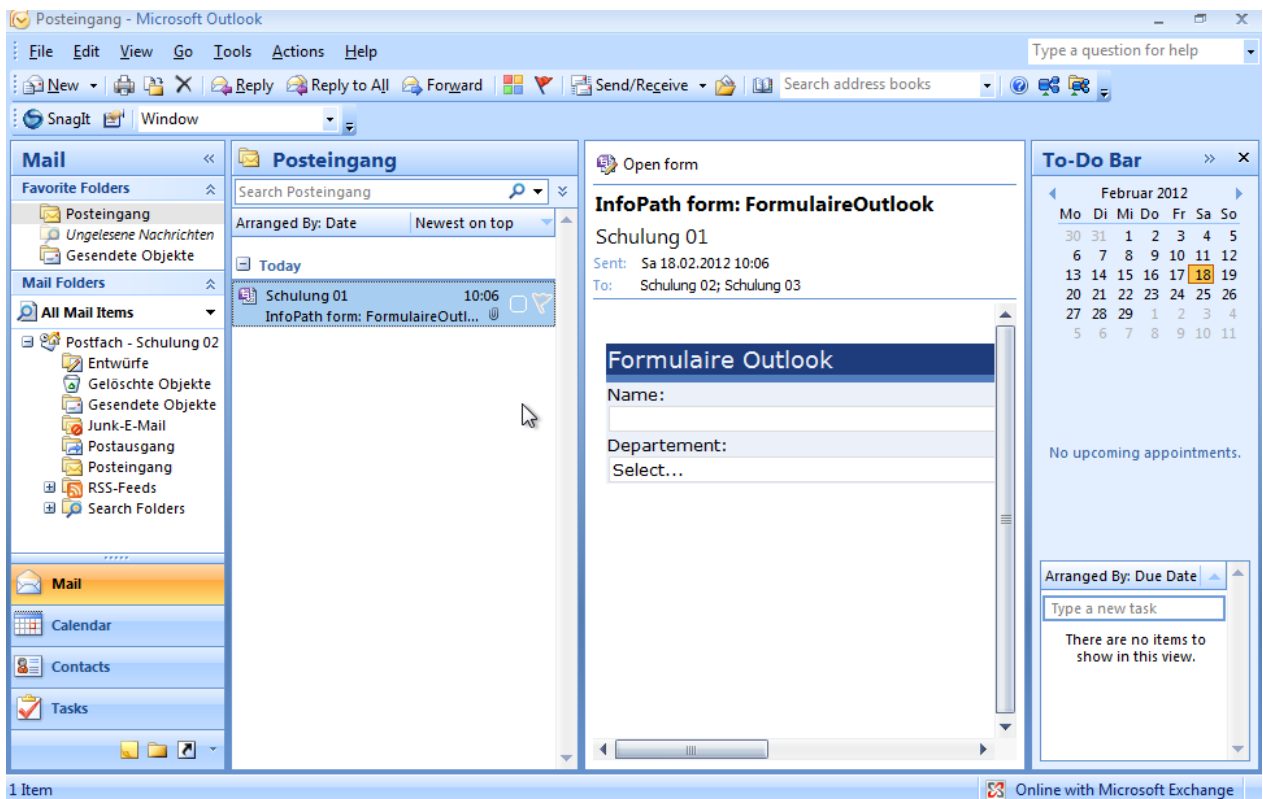 Posteingang - Microsoft Outlook
File Edit View Go Tools Actions Help
Type a question for help
New Reply Reply to All Forward Send/Receive Search address books
SnagIt Window
Mail
Favorite Folders
Posteingang
Ungelesene Nachrichten
Gesendete Objekte
Mail Folders
All Mail Items
Postfach - Schulung 02
Entwürfe
Gelöschte Objekte
Gesendete Objekte
Junk-E-Mail
Postausgang
Posteingang
RSS-Feeds
Search Folders
Mail
Calendar
Contacts
Tasks
Posteingang
Search Posteingang
Arranged By: Date Newest on top
Today
Schulung 01 10:06
InfoPath form: FormulaireOutl...
Open form
InfoPath form: FormulaireOutlook
Schulung 01
Sent: Sa 18.02.2012 10:06
To: Schulung 02; Schulung 03
Formulaire Outlook
Name:
Departement:
Select...
To-Do Bar
Februar 2012
Mo Di Mi Do Fr Sa So
30 31 1 2 3 4 5
6 7 8 9 10 11 12
13 14 15 16 17 18 19
20 21 22 23 24 25 26
27 28 29 1 2 3 4
5 6 7 8 9 10 11
No upcoming appointments.
Arranged By: Due Date
Type a new task
There are no items to
show in this view.
1 Item
Online with Microsoft Exchange